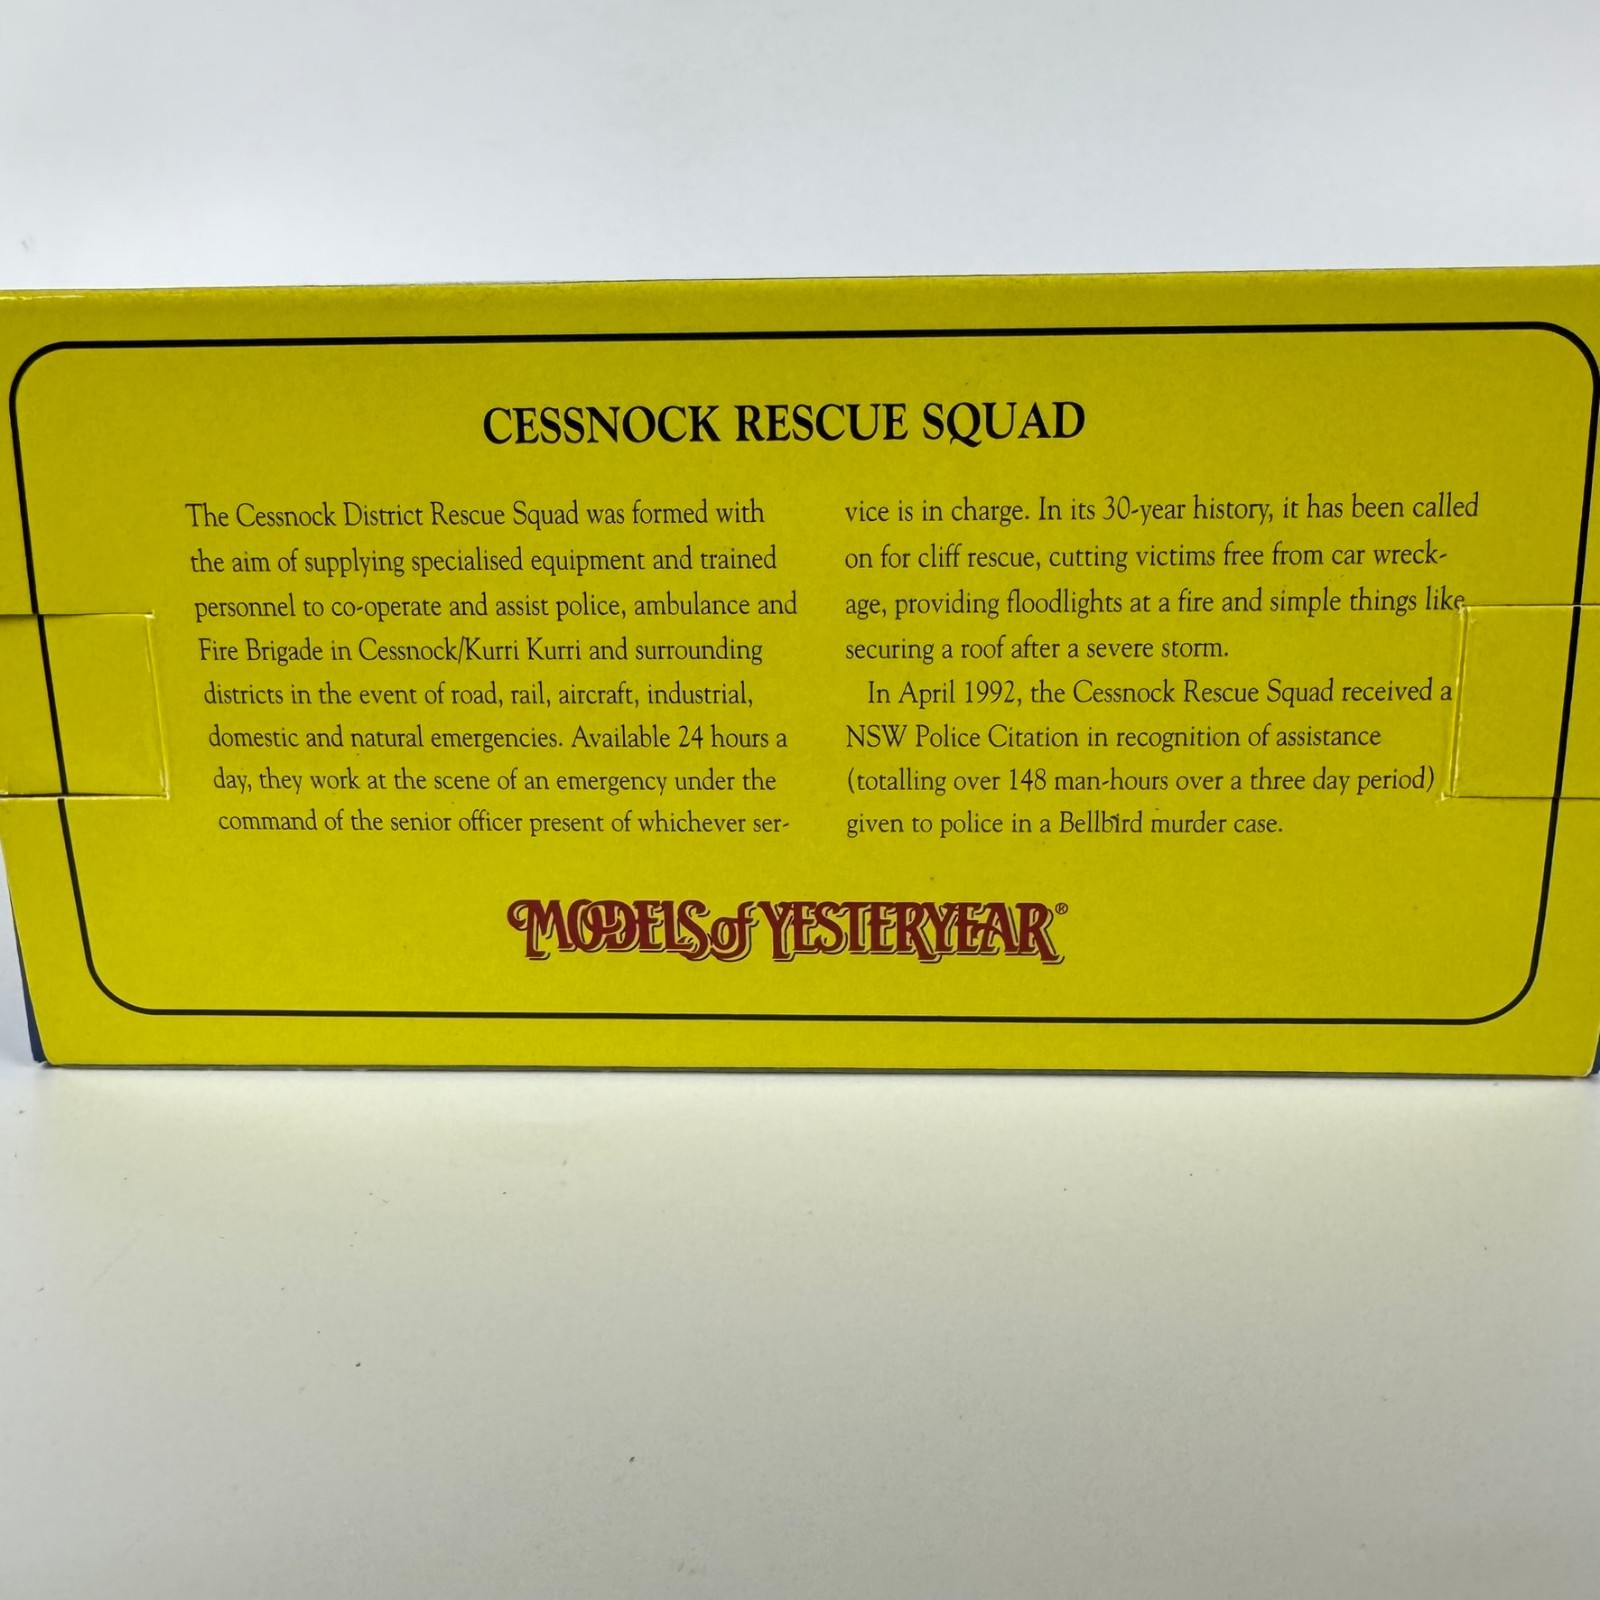 CESSNOCK RESCUE SQUAD
The Cessnock District Rescue Squad was formed with
the aim of supplying specialised equipment and trained
personnel to co-operate and assist police, ambulance and
Fire Brigade in Cessnock/Kurri Kurri and surrounding
districts in the event of road, rail, aircraft, industrial,
domestic and natural emergencies. Available 24 hours a
day, they work at the scene of an emergency under the
command of the senior officer present of whichever ser-
vice is in charge. In its 30-year history, it has been called
on for cliff rescue, cutting victims free from car wreck-
age, providing floodlights at a fire and simple things like
securing a roof after a severe storm.
In April 1992, the Cessnock Rescue Squad received a
NSW Police Citation in recognition of assistance
(totalling over 148 man-hours over a three day period)
given to police in a Bellbird murder case.
MODELS of YESTERYEAR®